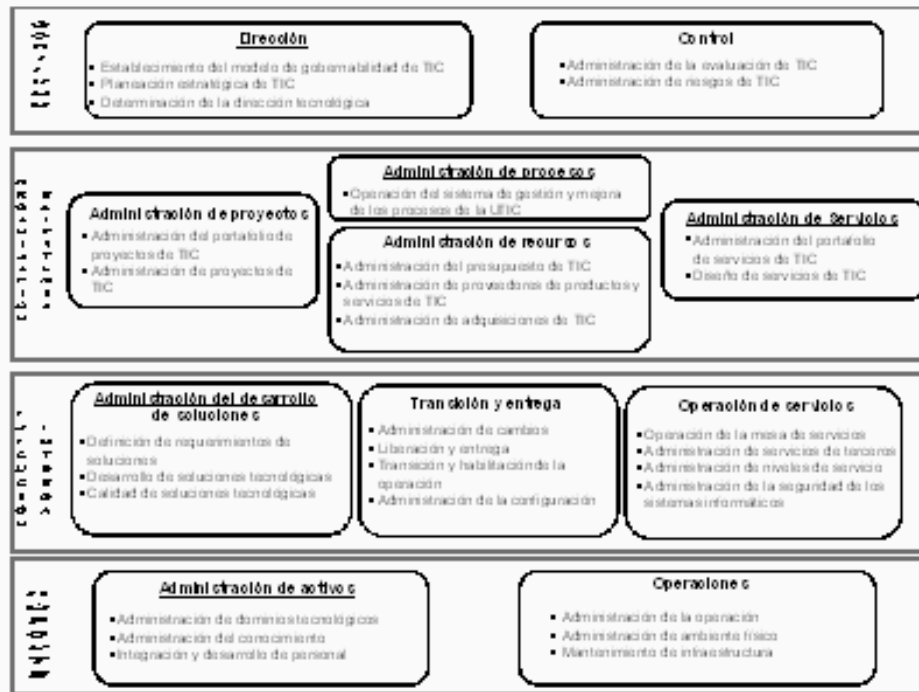 Dirección
▪ Establecimiento del modelo de gobernabilidad de TIC
▪ Planeación estratégica de TIC
▪ Determinación de la dirección tecnológica
Control
▪ Administración de la evaluación de TIC
▪ Administración de riesgos de TIC
Administración de procesos
▪ Operación del sistema de gestión y mejora
de los procesos de la UTIC
Administración de proyectos
▪ Administración del portafolio de
proyectos de TIC
▪ Administración de proyectos de
TIC
Administración de recursos
▪ Administración del presupuesto de TIC
▪ Administración de proveedores de productos y
servicios de TIC
▪ Administración de adquisiciones de TIC
Administración de Servicios
▪ Administración del portafolio
de servicios de TIC
▪ Diseño de servicios de TIC
Administración del desarrollo
de soluciones
▪ Definición de requerimientos de
soluciones
▪ Desarrollo de soluciones tecnológicas
▪ Calidad de soluciones tecnológicas
Transición y entrega
▪ Administración de cambios
▪ Liberación y entrega
▪ Transición y habilitación de la
operación
▪ Administración de la configuración
Operación de servicios
▪ Operación de la mesa de servicios
▪ Administración de servicios de terceros
▪ Administración de niveles de servicio
▪ Administración de la seguridad de los
sistemas informáticos
Administración de activos
▪ Administración de dominios tecnológicos
▪ Administración del conocimiento
▪ Integración y desarrollo de personal
Operaciones
▪ Administración de la operación
▪ Administración de ambiente físico
▪ Mantenimiento de infraestructura